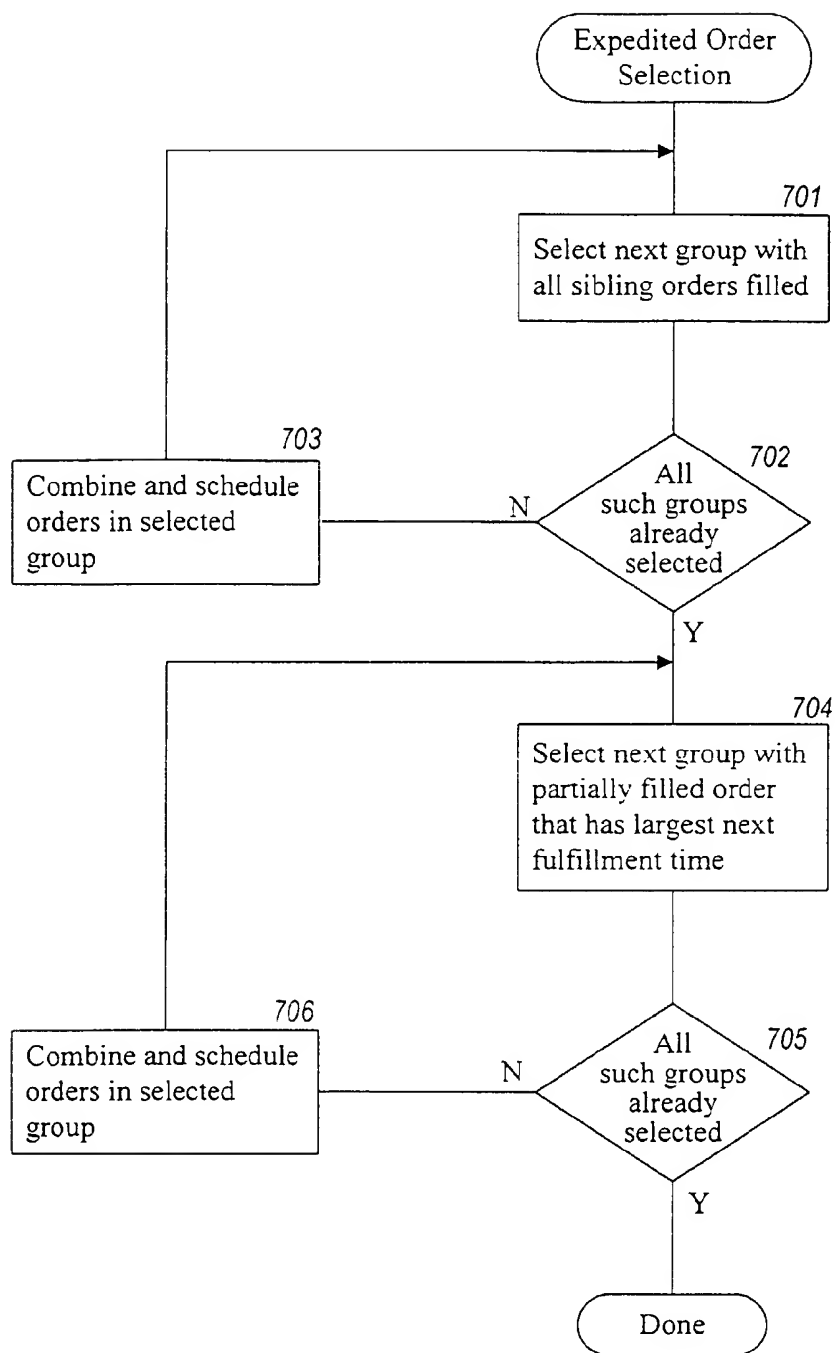 Expedited Order
Selection
701
Select next group with
all sibling orders filled
703
Combine and schedule
orders in selected
group
702
All
such groups
already
selected
N
Y
704
Select next group with
partially filled order
that has largest next
fulfillment time
706
Combine and schedule
orders in selected
group
705
All
such groups
already
selected
N
Y
Done